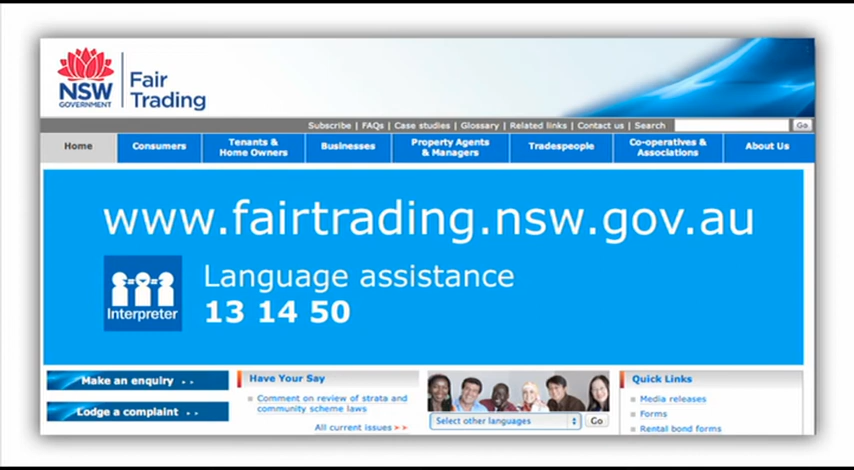 NSW
GOVERNMENT
Fair
Trading
Subscribe | FAQs | Case studies | Glossary | Related links | Contact us | Search
Go
Home
Consumers
Tenants &
Home Owners
Businesses
Property Agents
& Managers
Tradespeople
Co-operatives &
Associations
About Us
www.fairtrading.nsw.gov.au
Interpreter
Language assistance
13 14 50
Make an enquiry
Lodge a complaint
Have Your Say
Comment on review of strata and
community scheme laws
All current issues
Select other languages
Go
Quick Links
Media releases
Forms
Rental bond forms